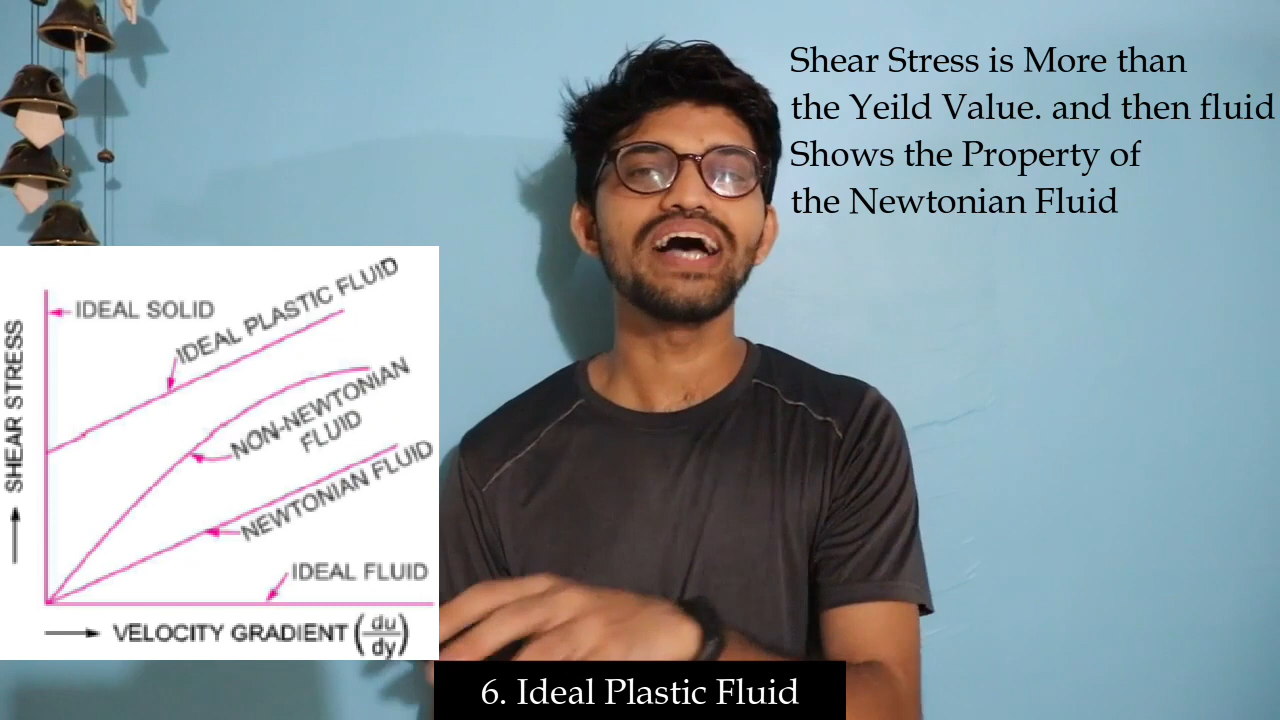 Shear Stress is More than
the Yeild Value. and then fluid
Shows the Property of
the Newtonian Fluid
IDEAL SOLID
IDEAL PLASTIC FLUID
NON-NEWTONIAN
FLUID
NEWTONIAN FLUID
IDEAL FLUID
SHEAR STRESS
VELOCITY GRADIENT (du/dy)
6. Ideal Plastic Fluid